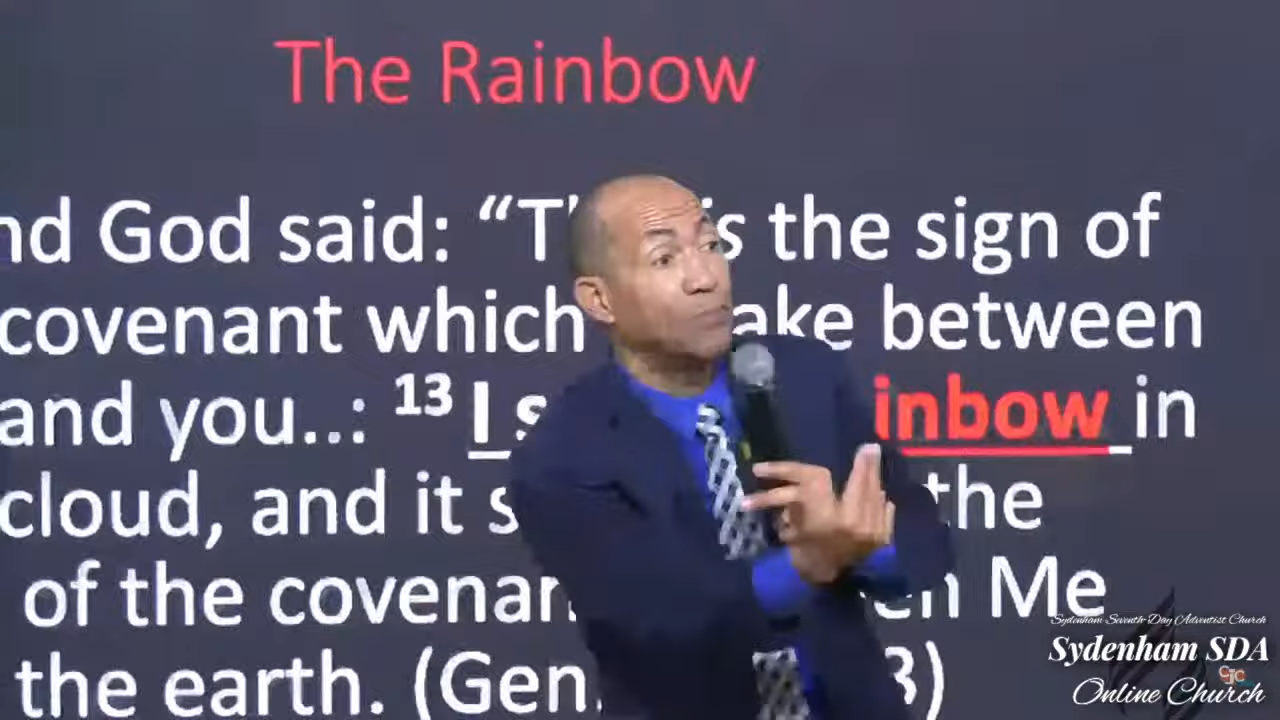 The Rainbow
nd God said: “Th is the sign of
covenant which ake between
and you..: 13 I s inbow in
cloud, and it s the
of the covenan en Me
the earth. (Gen. 3)
Sydenham Seventh-Day Adventist Church
Sydenham SDA
CJC
Online Church